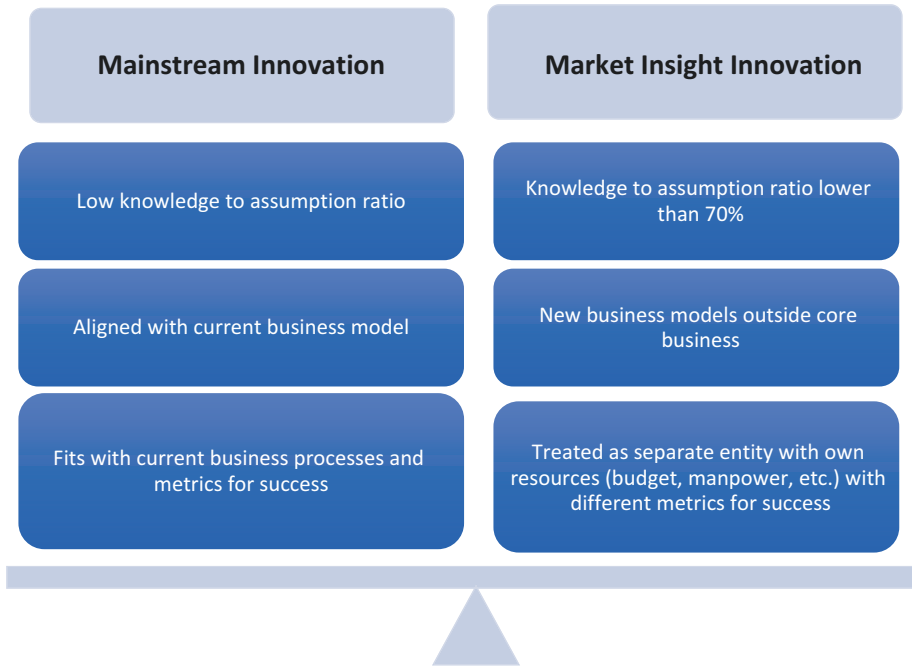 Mainstream Innovation
Low knowledge to assumption ratio
Aligned with current business model
Fits with current business processes and
metrics for success
Market Insight Innovation
Knowledge to assumption ratio lower
than 70%
New business models outside core
business
Treated as separate entity with own
resources (budget, manpower, etc.) with
different metrics for success